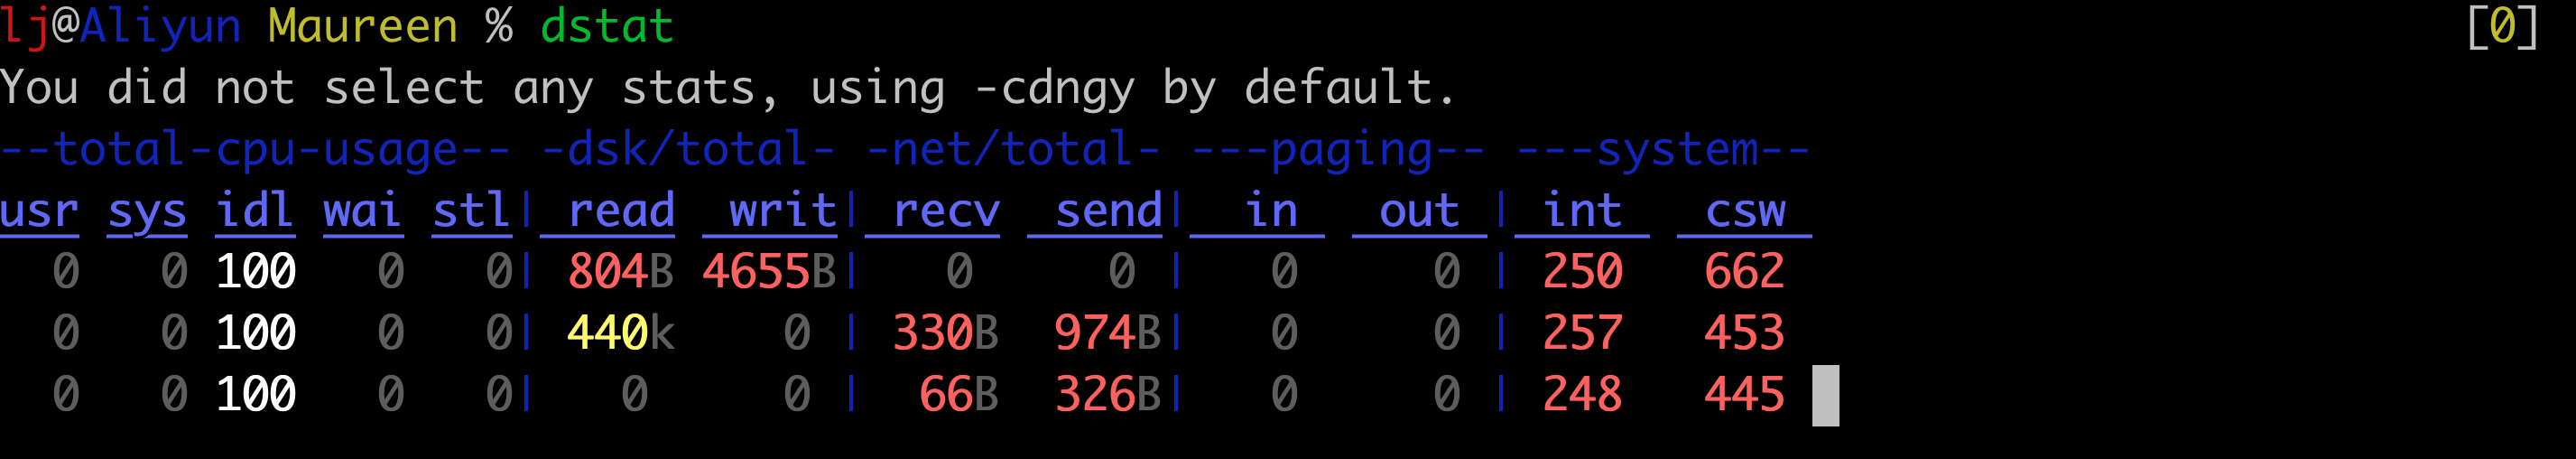 lj@Aliyun Maureen % dstat [0]
You did not select any stats, using -cdngy by default.
--total-cpu-usage-- -dsk/total- -net/total- ---paging-- ---system--
usr sys idl wai stl| read  writ| recv  send|  in   out | int   csw
  0   0 100   0   0| 804B 4655B|   0     0 |   0     0 | 250   662
  0   0 100   0   0| 440k    0 | 330B  974B|   0     0 | 257   453
  0   0 100   0   0|   0     0 |  66B  326B|   0     0 | 248   445